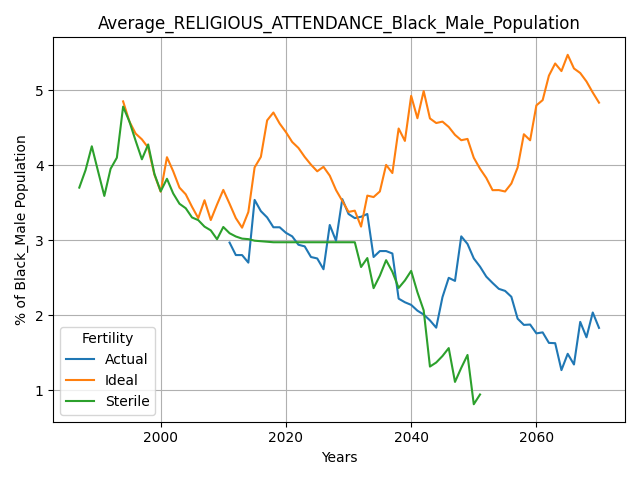 Average_RELIGIOUS_ATTENDANCE_Black_Male_Population
% of Black_Male Population
5
4
3
2
1
Fertility
Actual
Ideal
Sterile
2000 2020 2040 2060
Years